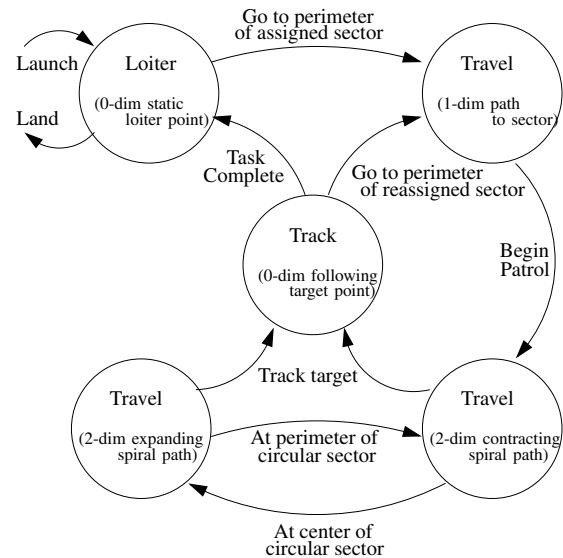 Go to perimeter
of assigned sector
Launch
Loiter
Travel
(0-dim static
loiter point)
(1-dim path
to sector)
Land
Task
Complete
Go to perimeter
of reassigned sector
Track
(0-dim following
target point)
Begin
Patrol
Track target
Travel
Travel
(2-dim expanding
spiral path)
At perimeter of
circular sector
(2-dim contracting
spiral path)
At center of
circular sector